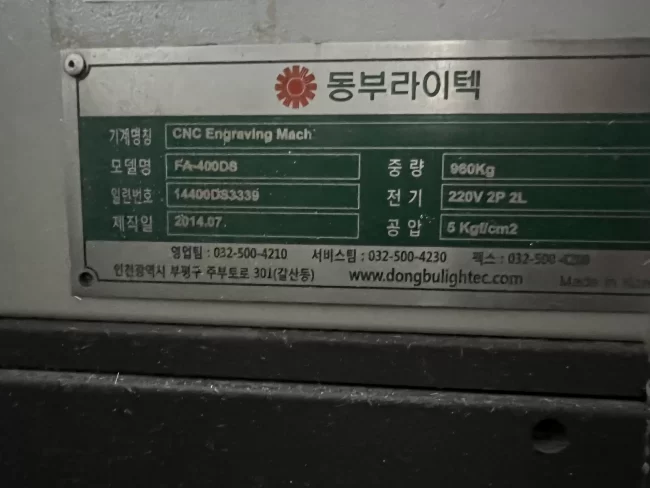 동부라이텍
기계명칭 CNC Engraving Mach
모델명 FA-400DS 중량 960Kg
일련번호 14400DS3339 전기 220V 2P 2L
제작일 2014.07. 공압 5 Kgf/cm2
영업팀 : 032-500-4210 서비스팀 : 032-500-4230 팩스 : 032-500-
인천광역시 부평구 주부토로 301(갈산동) www.dongbulightec.com Made in